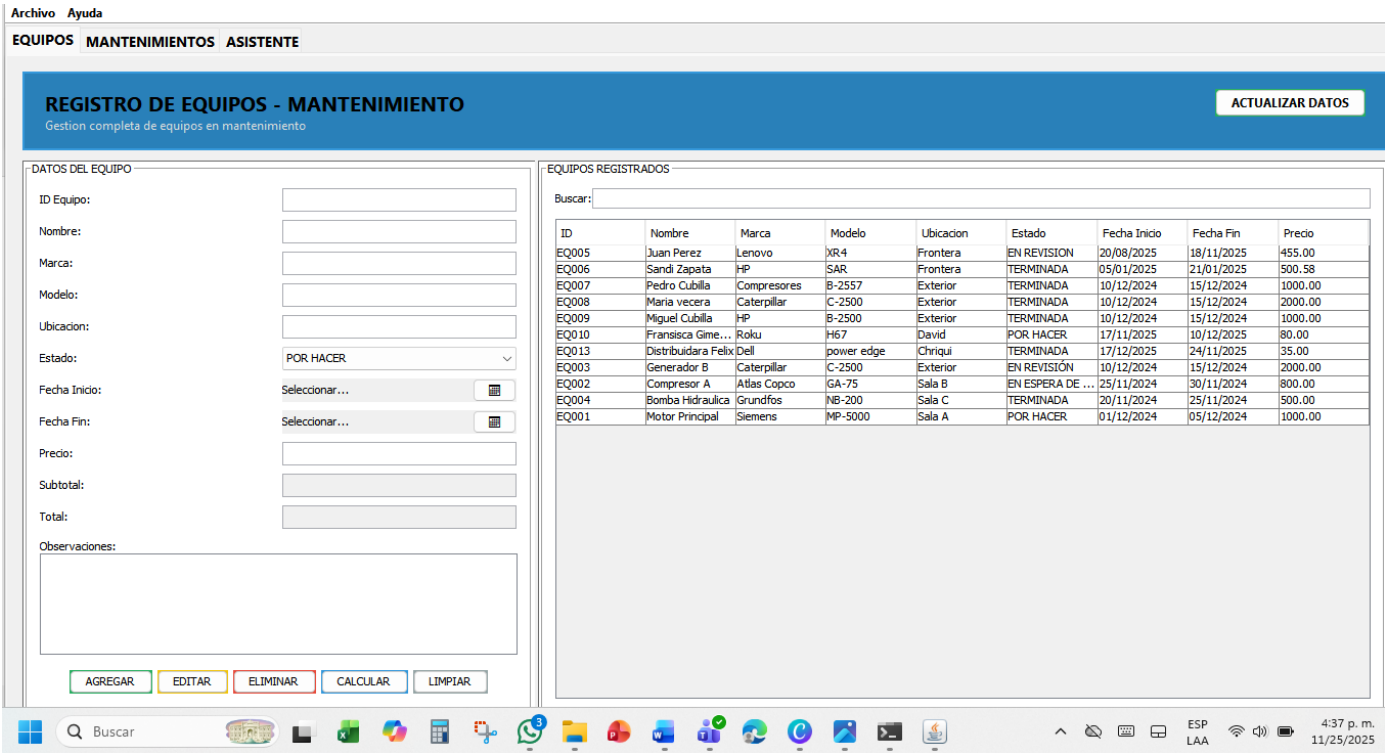 Archivo Ayuda
EQUIPOS MANTENIMIENTOS ASISTENTE
REGISTRO DE EQUIPOS - MANTENIMIENTO
Gestion completa de equipos en mantenimiento
ACTUALIZAR DATOS
DATOS DEL EQUIPO
ID Equipo:
Nombre:
Marca:
Modelo:
Ubicacion:
Estado: POR HACER
Fecha Inicio: Seleccionar...
Fecha Fin: Seleccionar...
Precio:
Subtotal:
Total:
Observaciones:
AGREGAR EDITAR ELIMINAR CALCULAR LIMPIAR
EQUIPOS REGISTRADOS
Buscar:
ID Nombre Marca Modelo Ubicacion Estado Fecha Inicio Fecha Fin Precio
EQ005 Juan Perez Lenovo XR4 Frontera EN REVISION 20/08/2025 18/11/2025 455.00
EQ006 Sandi Zapata HP SAR Frontera TERMINADA 05/01/2025 21/01/2025 500.58
EQ007 Pedro Cubilla Compresores B-2557 Exterior TERMINADA 10/12/2024 15/12/2024 1000.00
EQ008 Maria vecera Caterpillar C-2500 Exterior TERMINADA 10/12/2024 15/12/2024 2000.00
EQ009 Miguel Cubilla HP B-2500 Exterior TERMINADA 10/12/2024 15/12/2024 1000.00
EQ010 Fransisca Gime... Roku H67 David POR HACER 17/11/2025 10/12/2025 80.00
EQ013 Distribuidara Felix Dell power edge Chriqui TERMINADA 17/12/2025 24/11/2025 35.00
EQ003 Generador B Caterpillar C-2500 Exterior EN REVISIÓN 10/12/2024 15/12/2024 2000.00
EQ002 Compresor A Atlas Copco GA-75 Sala B EN ESPERA DE ... 25/11/2024 30/11/2024 800.00
EQ004 Bomba Hidraulica Grundfos NB-200 Sala C TERMINADA 20/11/2024 25/11/2024 500.00
EQ001 Motor Principal Siemens MP-5000 Sala A POR HACER 01/12/2024 05/12/2024 1000.00
Buscar
3
ESP
LAA
4:37 p. m.
11/25/2025